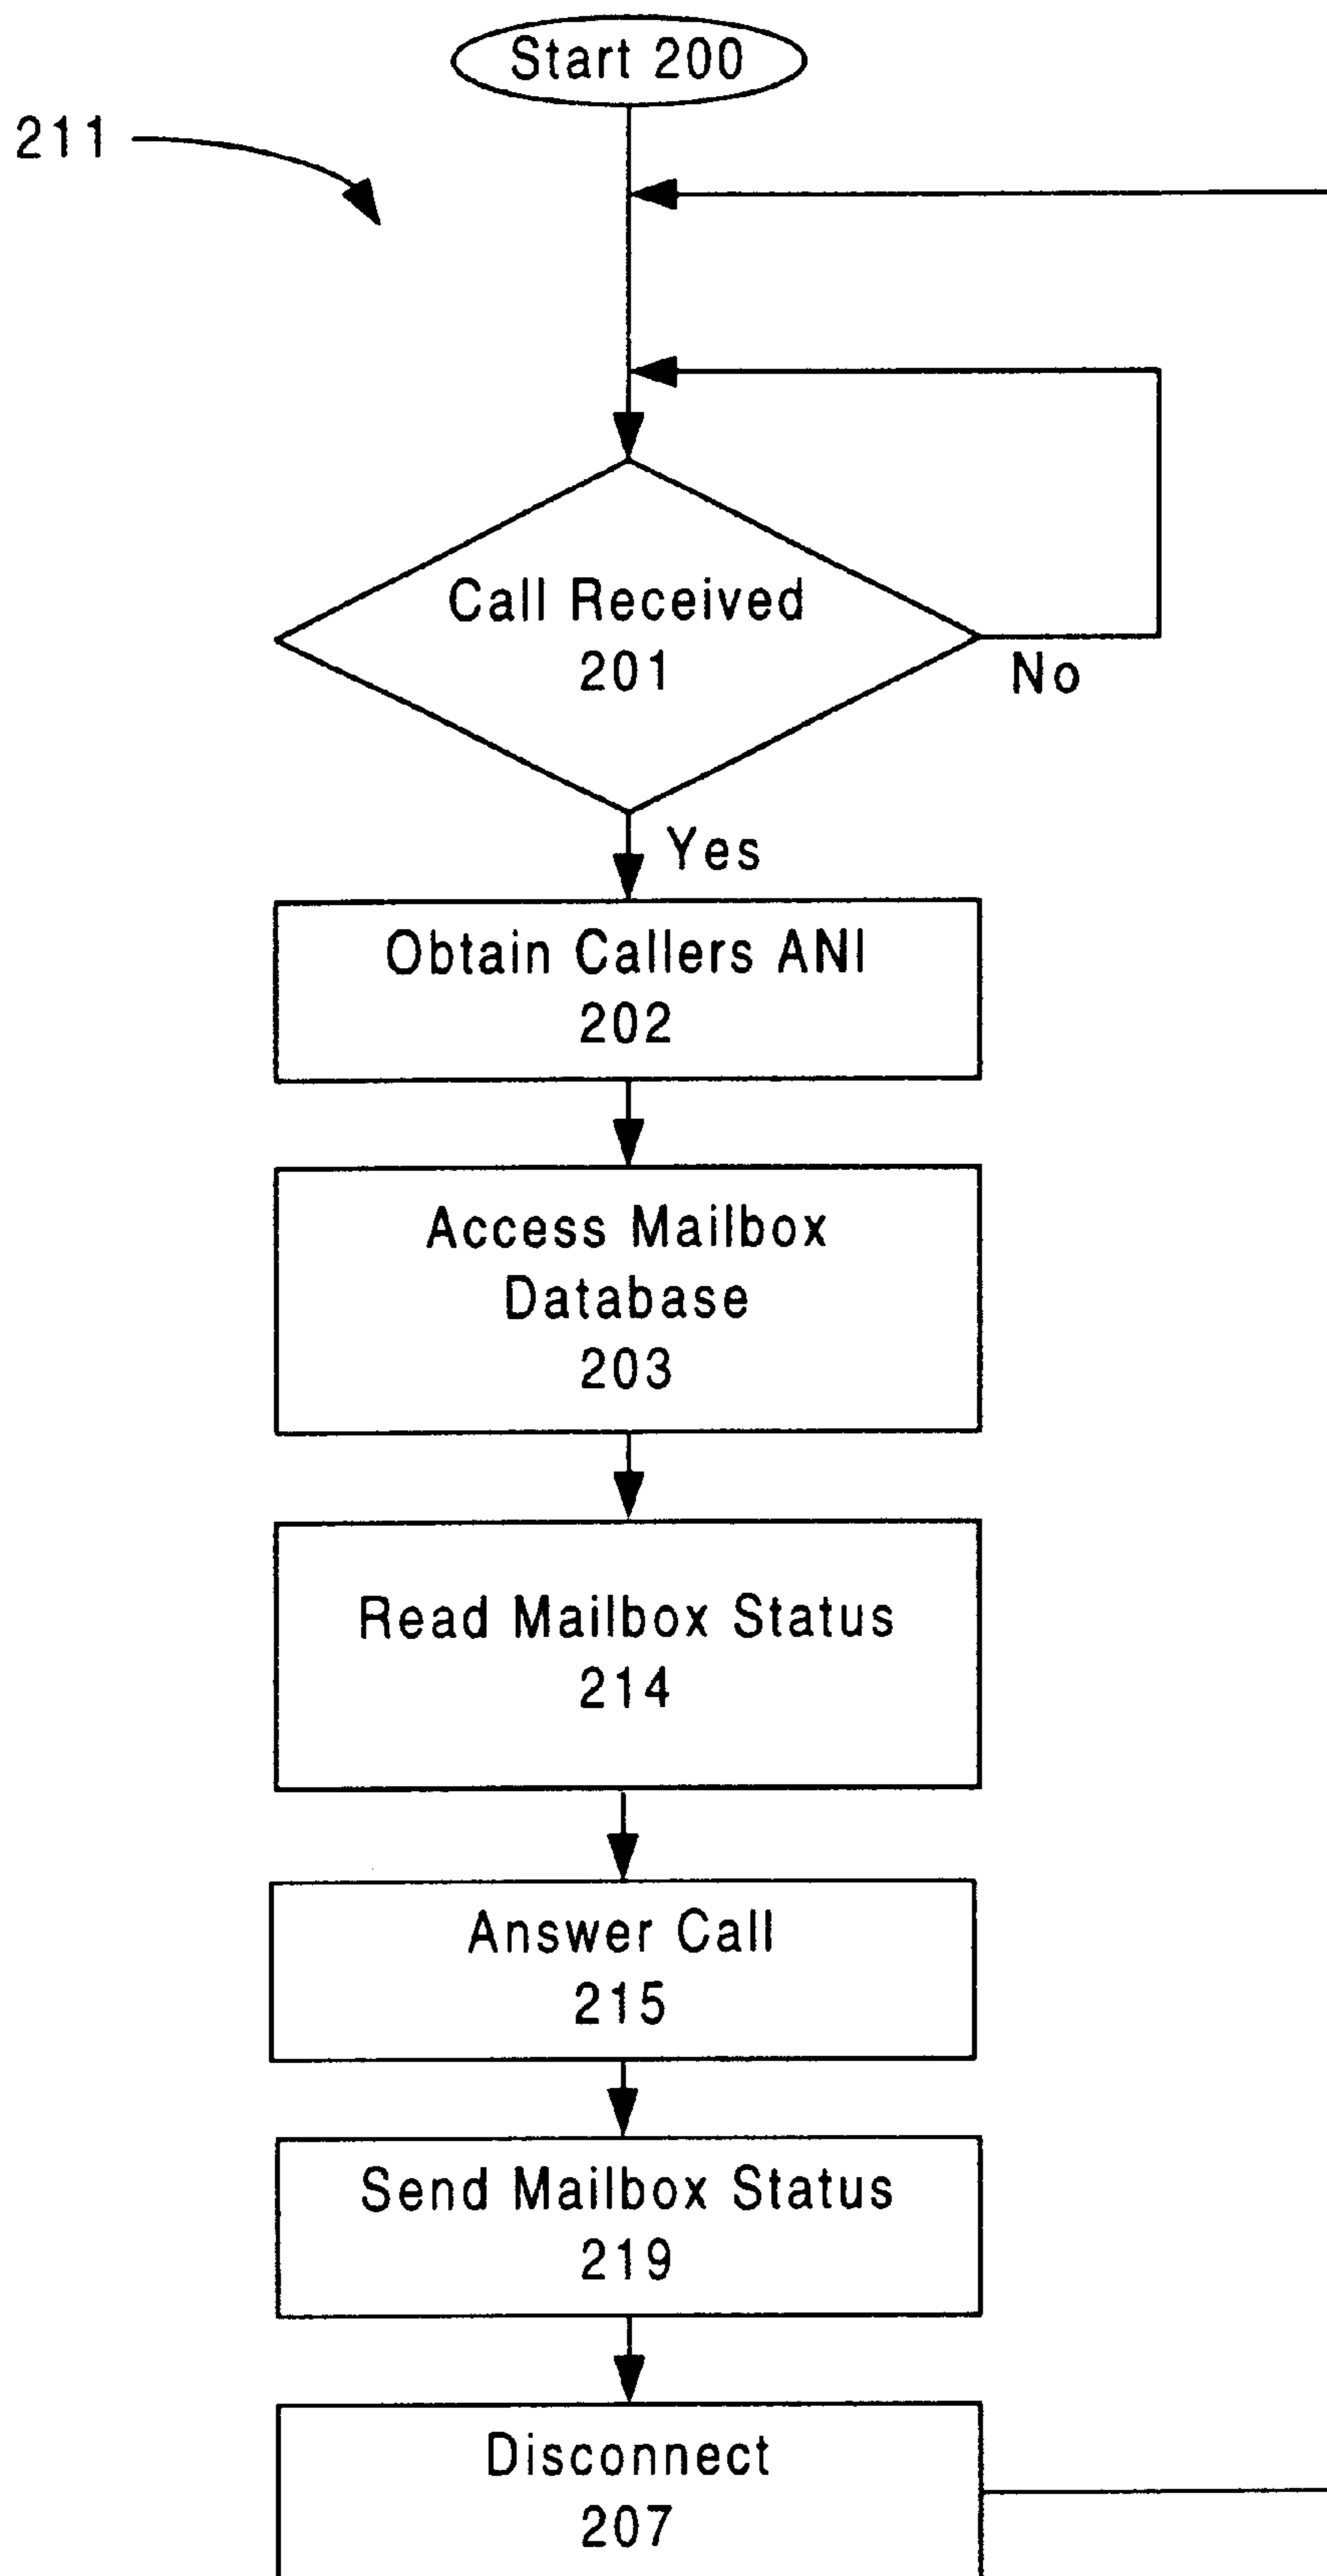 Start 200
211
Call Received
201
No
Yes
Obtain Callers ANI
202
Access Mailbox
Database
203
Read Mailbox Status
214
Answer Call
215
Send Mailbox Status
219
Disconnect
207